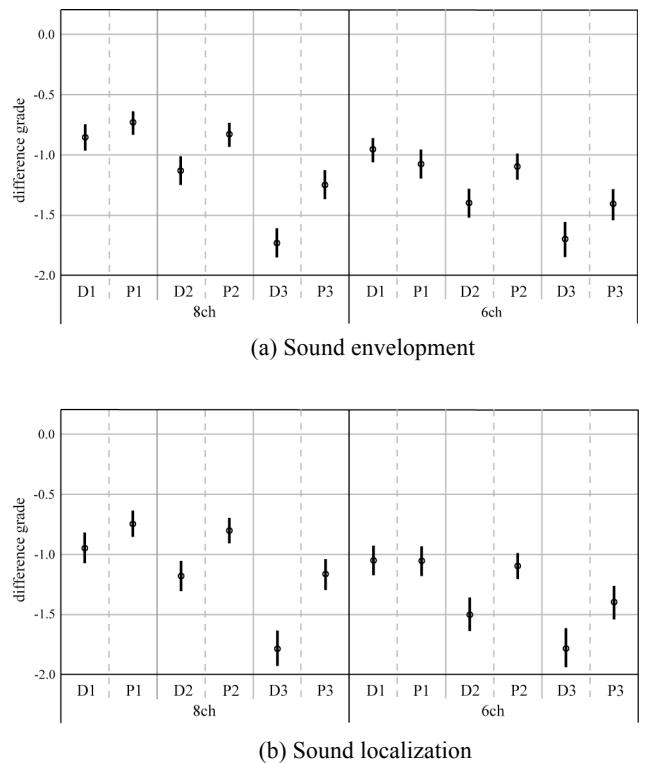 0.0
-0.5
-1.0
-1.5
-2.0
difference grade
D1 P1 D2 P2 D3 P3 D1 P1 D2 P2 D3 P3
8ch 6ch
(a) Sound envelopment
0.0
-0.5
-1.0
-1.5
-2.0
difference grade
D1 P1 D2 P2 D3 P3 D1 P1 D2 P2 D3 P3
8ch 6ch
(b) Sound localization